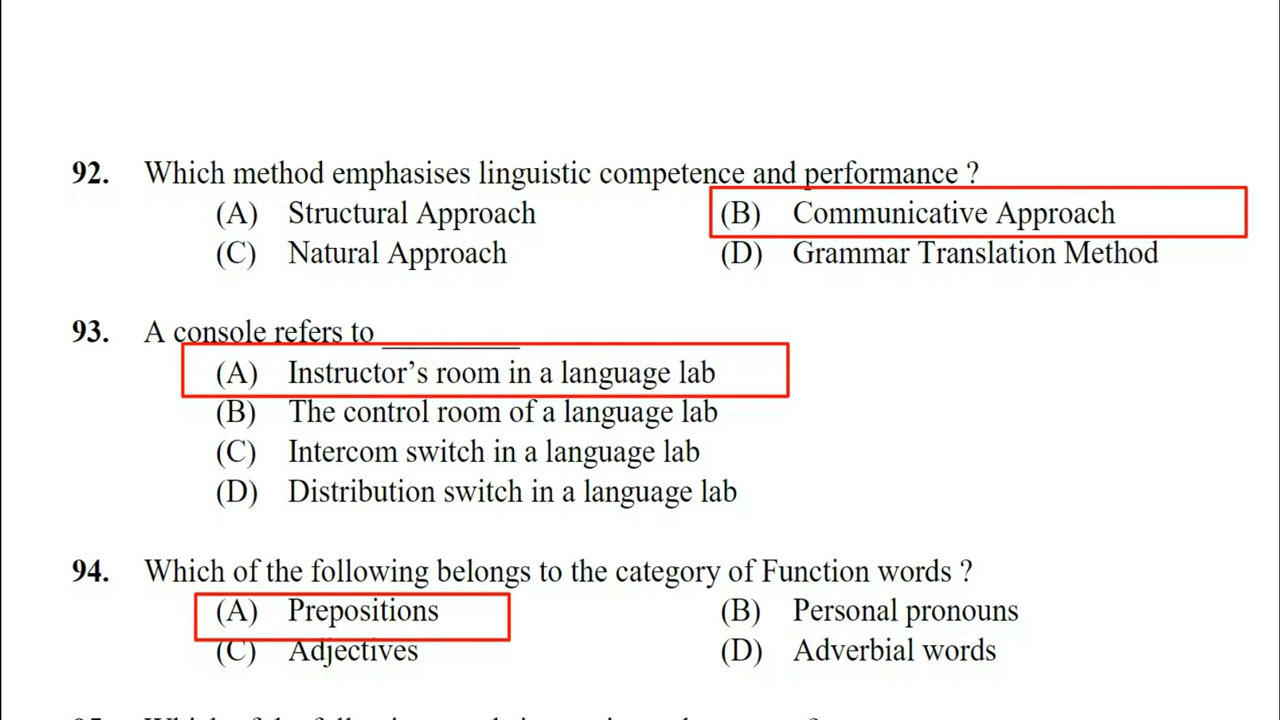 92. Which method emphasises linguistic competence and performance ?
(A) Structural Approach (B) Communicative Approach
(C) Natural Approach (D) Grammar Translation Method
93. A console refers to __________
(A) Instructor’s room in a language lab
(B) The control room of a language lab
(C) Intercom switch in a language lab
(D) Distribution switch in a language lab
94. Which of the following belongs to the category of Function words ?
(A) Prepositions (B) Personal pronouns
(C) Adjectives (D) Adverbial words